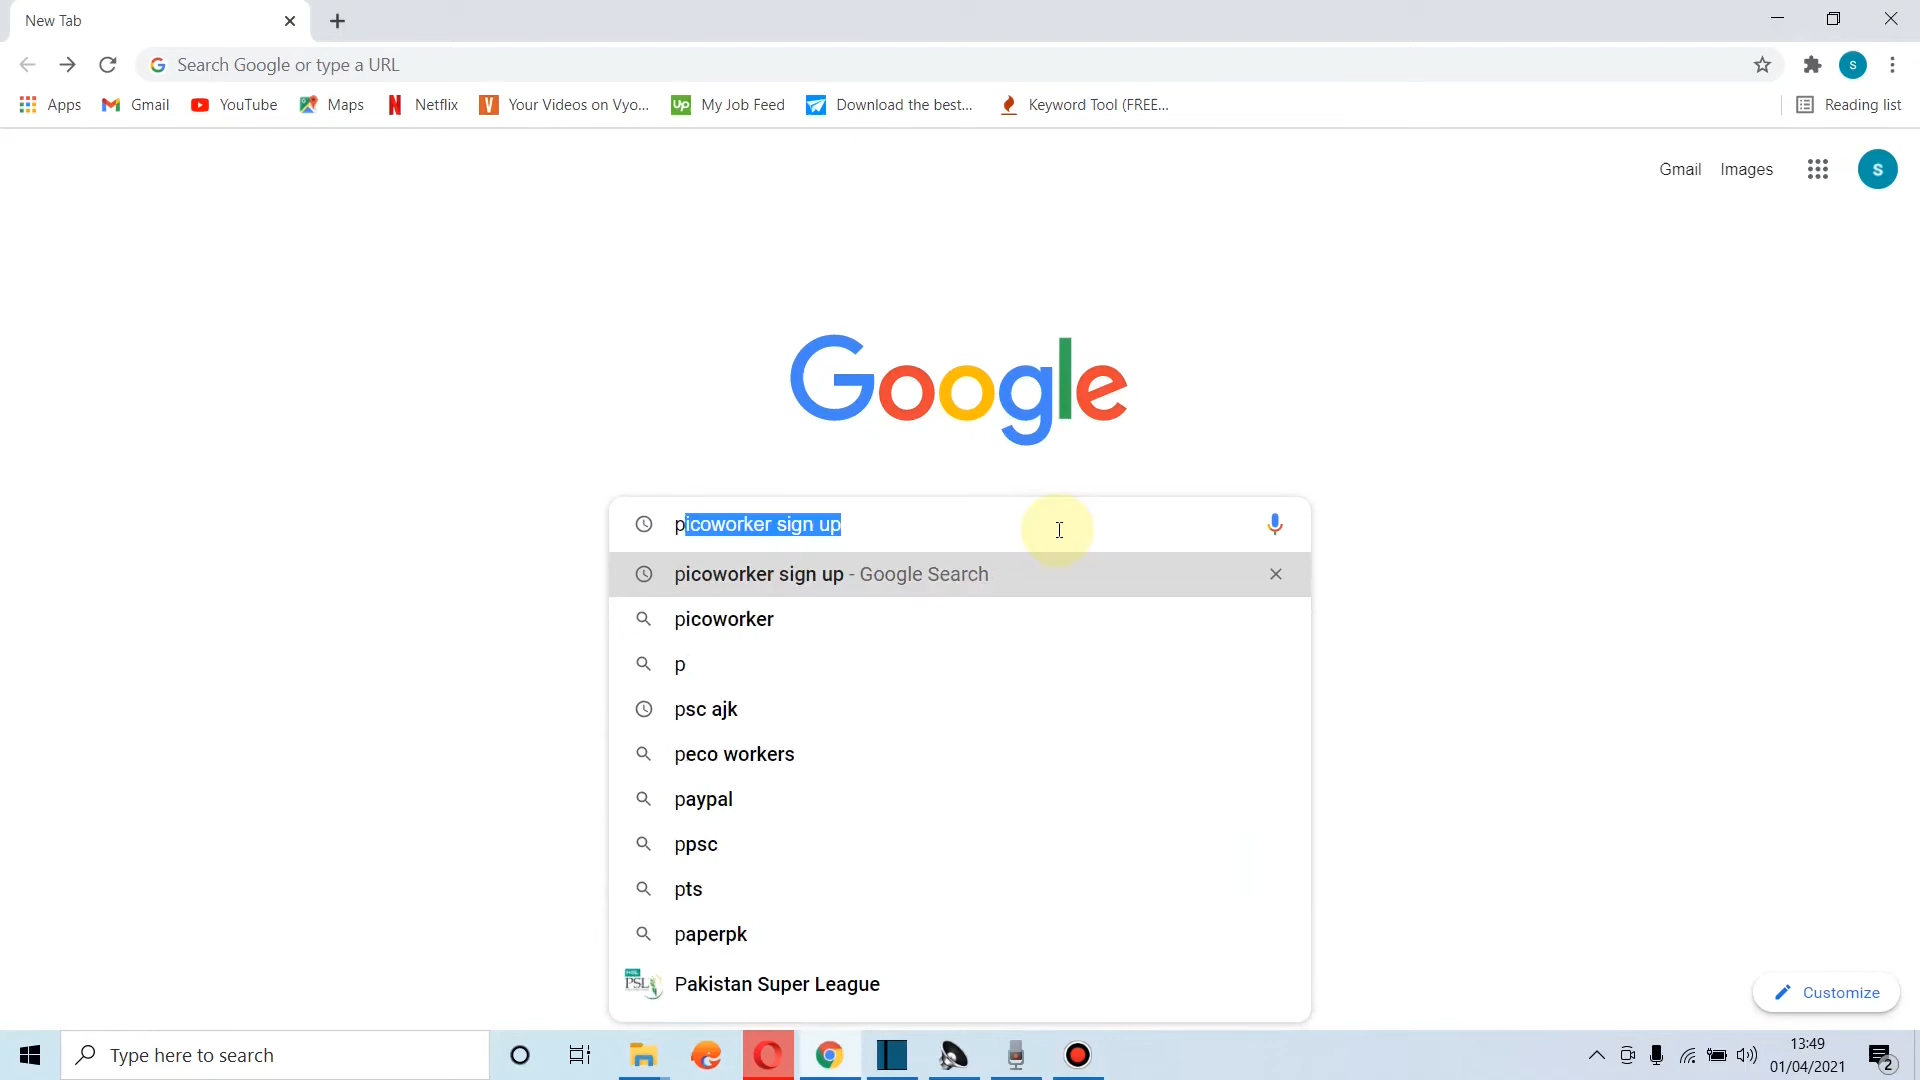 New Tab
Search Google or type a URL
S
Apps
Gmail
YouTube
Maps
Netflix
Your Videos on Vyo...
My Job Feed
Download the best...
Keyword Tool (FREE...
Reading list
Gmail
Images
S
Google
picoworker sign up
picoworker sign up - Google Search
picoworker
p
psc ajk
peco workers
paypal
ppsc
pts
paperpk
PSL
Pakistan Super League
Customize
Type here to search
13:49
01/04/2021
2